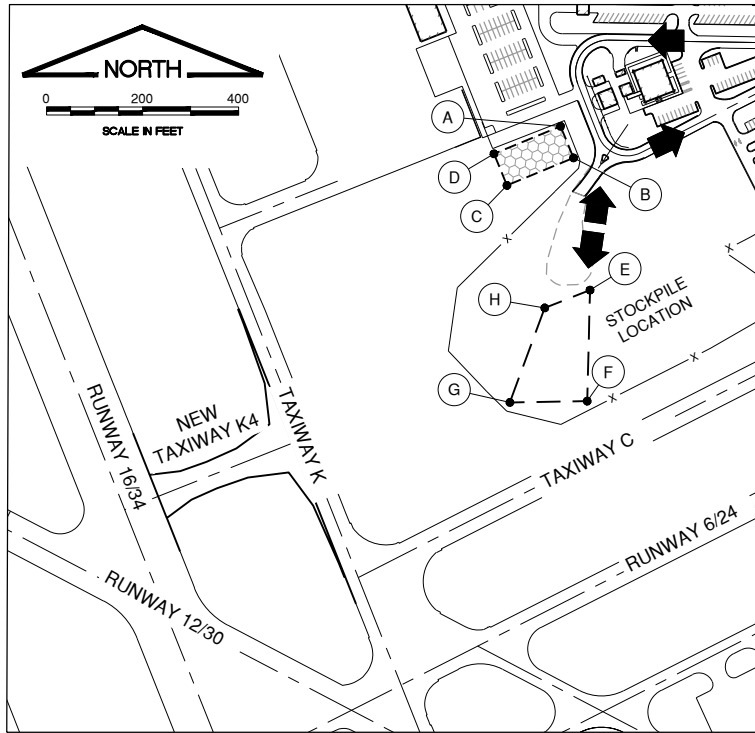 NORTH
0 200 400
SCALE IN FEET
A
D
C
B
E
H
STOCKPILE
LOCATION
G
F
X
X
X
X
RUNWAY 16/34
NEW
TAXIWAY K4
TAXIWAY K
TAXIWAY C
RUNWAY 6/24
RUNWAY 12/30